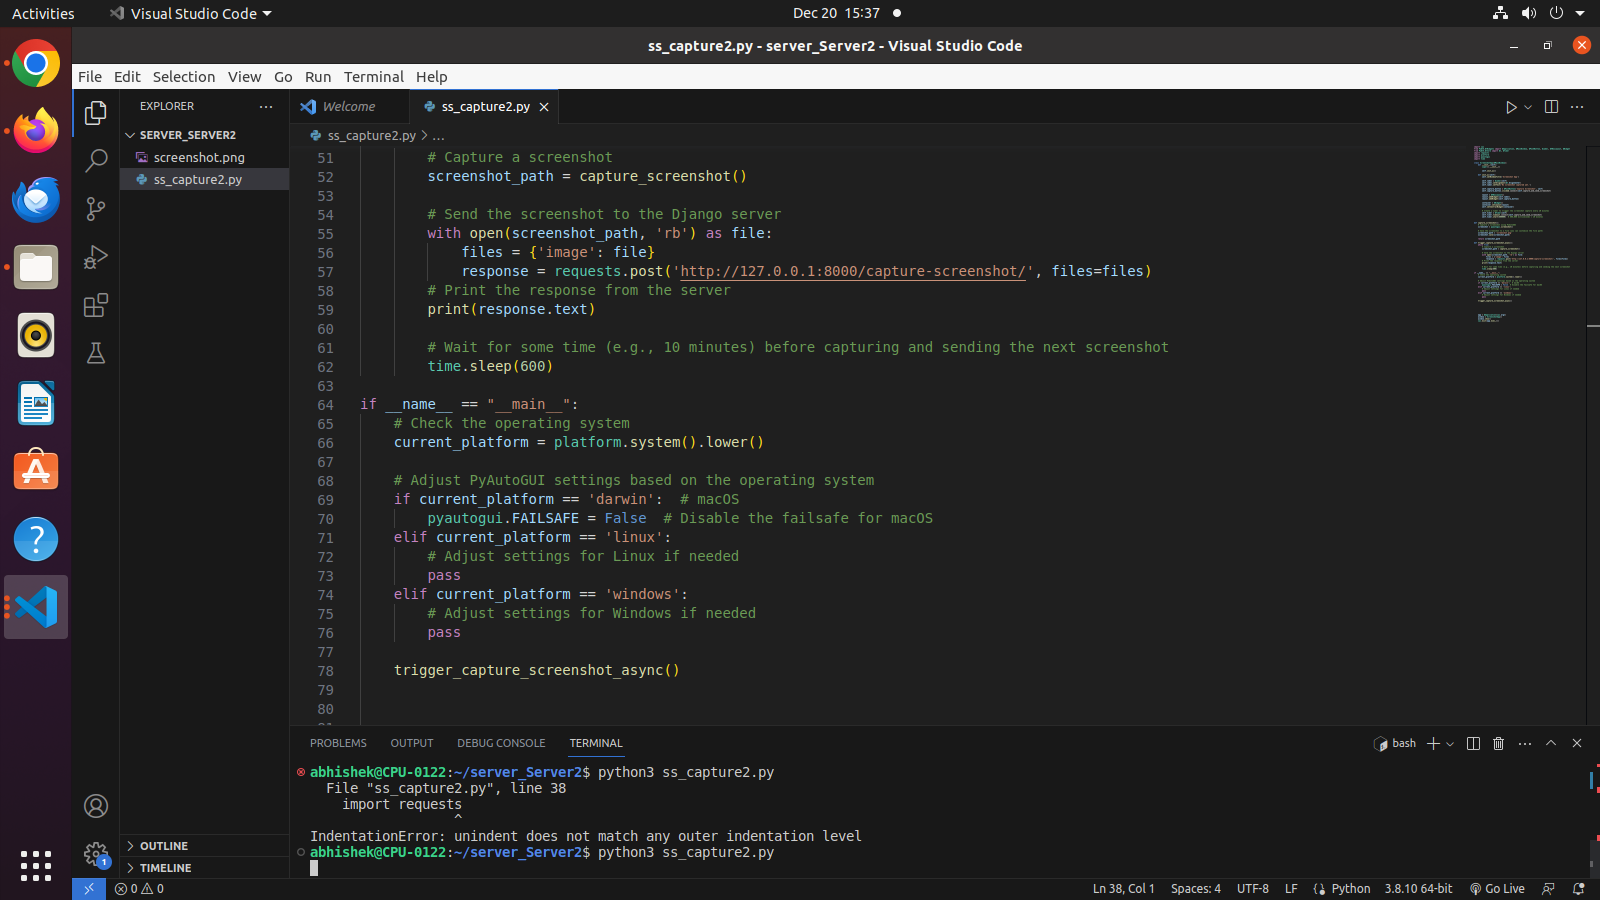 Activities
Visual Studio Code
Dec 20 15:37
ss_capture2.py - server_Server2 - Visual Studio Code
File Edit Selection View Go Run Terminal Help
EXPLORER
SERVER_SERVER2
screenshot.png
ss_capture2.py
OUTLINE
TIMELINE
1
Welcome
ss_capture2.py
ss_capture2.py > ...
51 # Capture a screenshot
52 screenshot_path = capture_screenshot()
53
54 # Send the screenshot to the Django server
55 with open(screenshot_path, 'rb') as file:
56 files = {'image': file}
57 response = requests.post('http://127.0.0.1:8000/capture-screenshot/', files=files)
58 # Print the response from the server
59 print(response.text)
60
61 # Wait for some time (e.g., 10 minutes) before capturing and sending the next screenshot
62 time.sleep(600)
63
64 if __name__ == "__main__":
65 # Check the operating system
66 current_platform = platform.system().lower()
67
68 # Adjust PyAutoGUI settings based on the operating system
69 if current_platform == 'darwin': # macOS
70 pyautogui.FAILSAFE = False # Disable the failsafe for macOS
71 elif current_platform == 'linux':
72 # Adjust settings for Linux if needed
73 pass
74 elif current_platform == 'windows':
75 # Adjust settings for Windows if needed
76 pass
77
78 trigger_capture_screenshot_async()
79
80
PROBLEMS OUTPUT DEBUG CONSOLE TERMINAL
bash
abhishek@CPU-0122:~/server_Server2$ python3 ss_capture2.py
File "ss_capture2.py", line 38
import requests
^
IndentationError: unindent does not match any outer indentation level
abhishek@CPU-0122:~/server_Server2$ python3 ss_capture2.py
0 0
Ln 38, Col 1 Spaces: 4 UTF-8 LF Python 3.8.10 64-bit Go Live